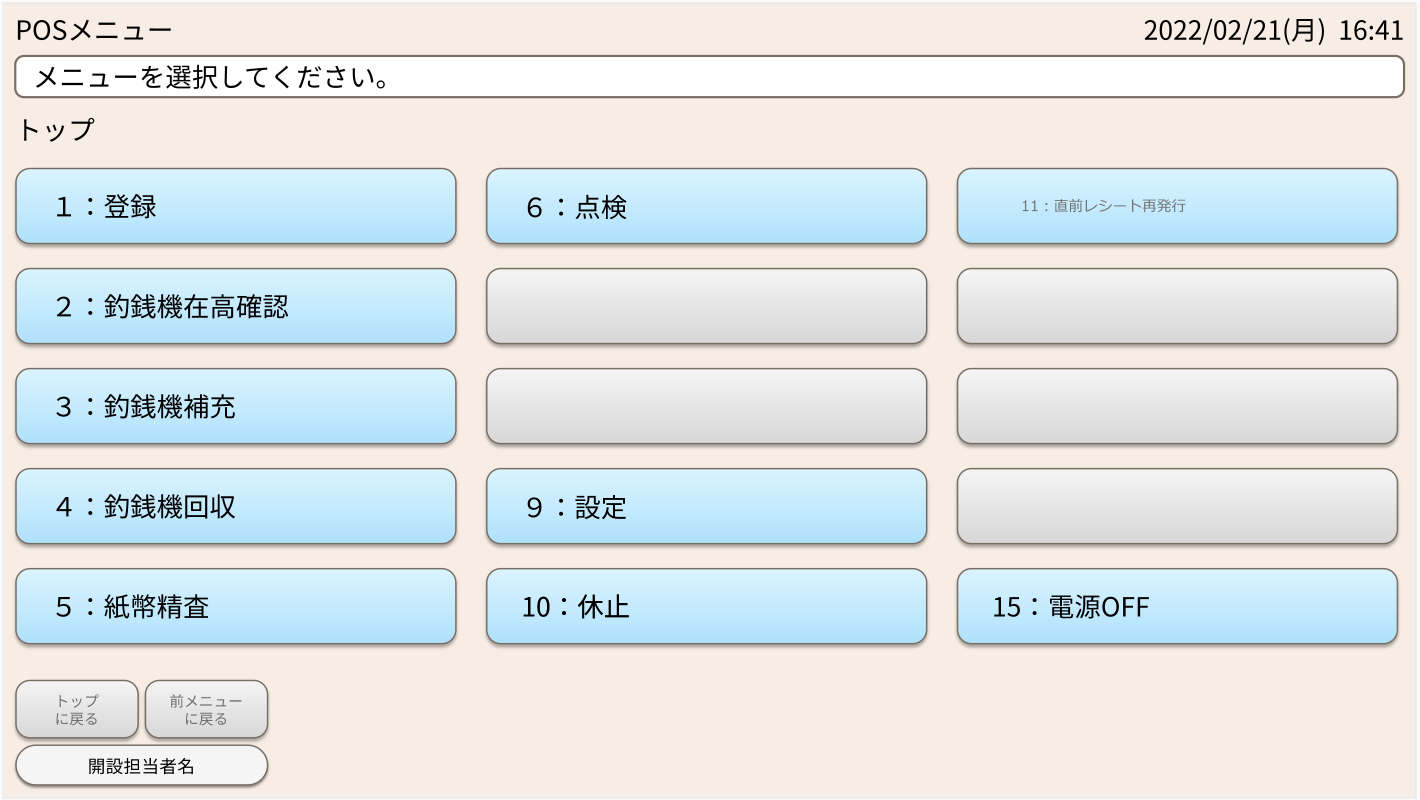 POSメニュー
2022/02/21(月) 16:41
メニューを選択してください。
トップ
１：登録
６：点検
11：直前レシート再発行
２：釣銭機在高確認
３：釣銭機補充
４：釣銭機回収
９：設定
５：紙幣精査
10：休止
15：電源OFF
トップ
に戻る
前メニュー
に戻る
開設担当者名